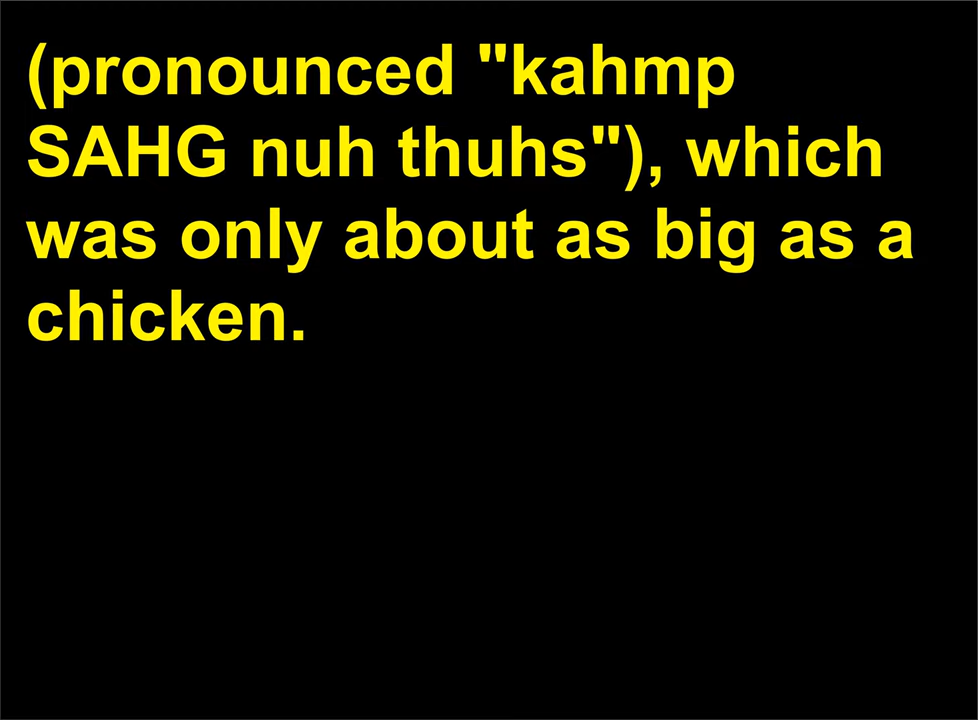 (pronounced "kahmp
SAHG nuh thuhs"), which
was only about as big as a
chicken.